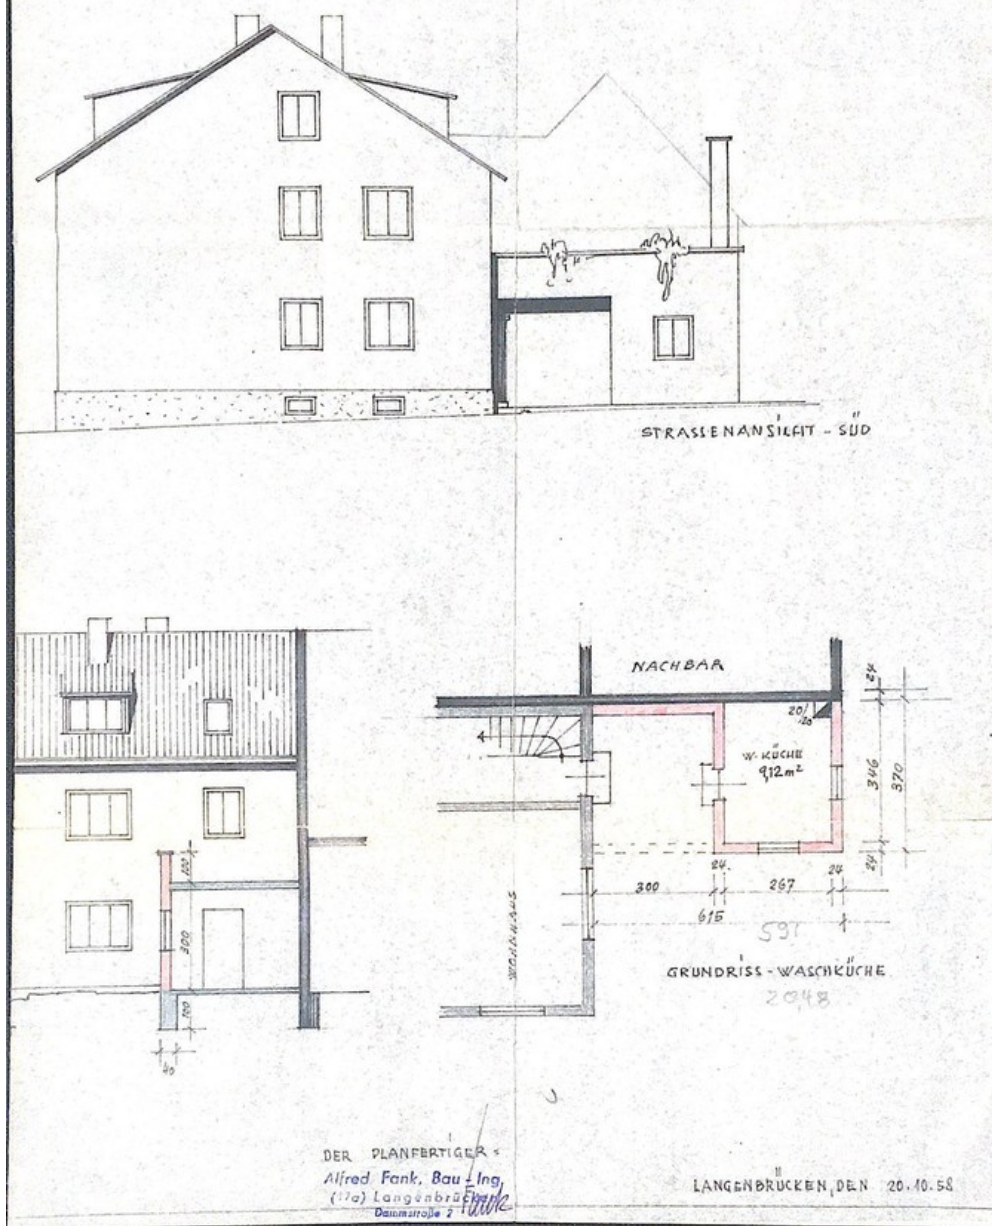 STRASSENANSICHT - SÜD
NACHBAR
24
20/20
W-KÜCHE
9,12 m²
346
370
24
24
24
300
267
615
591
WOHNHAUS
GRUNDRISS - WASCHKÜCHE
2048
100
300
100
40
DER PLANFERTIGER:
Alfred Fank, Bau-Ing.
(17a) Langenbrücken
Dammstraße 2
Fank
LANGENBRÜCKEN, DEN 20.10.58